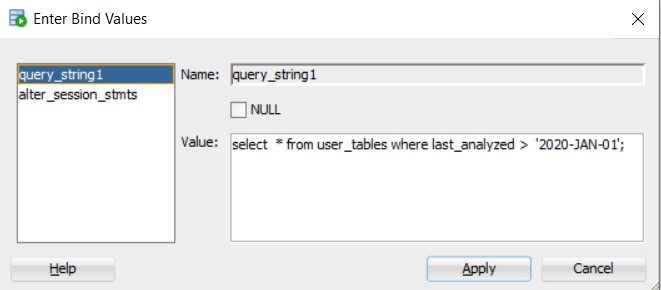 Enter Bind Values
query_string1
alter_session_stmts
Name: query_string1
NULL
Value: select  * from user_tables where last_analyzed >  '2020-JAN-01';
Help
Apply
Cancel